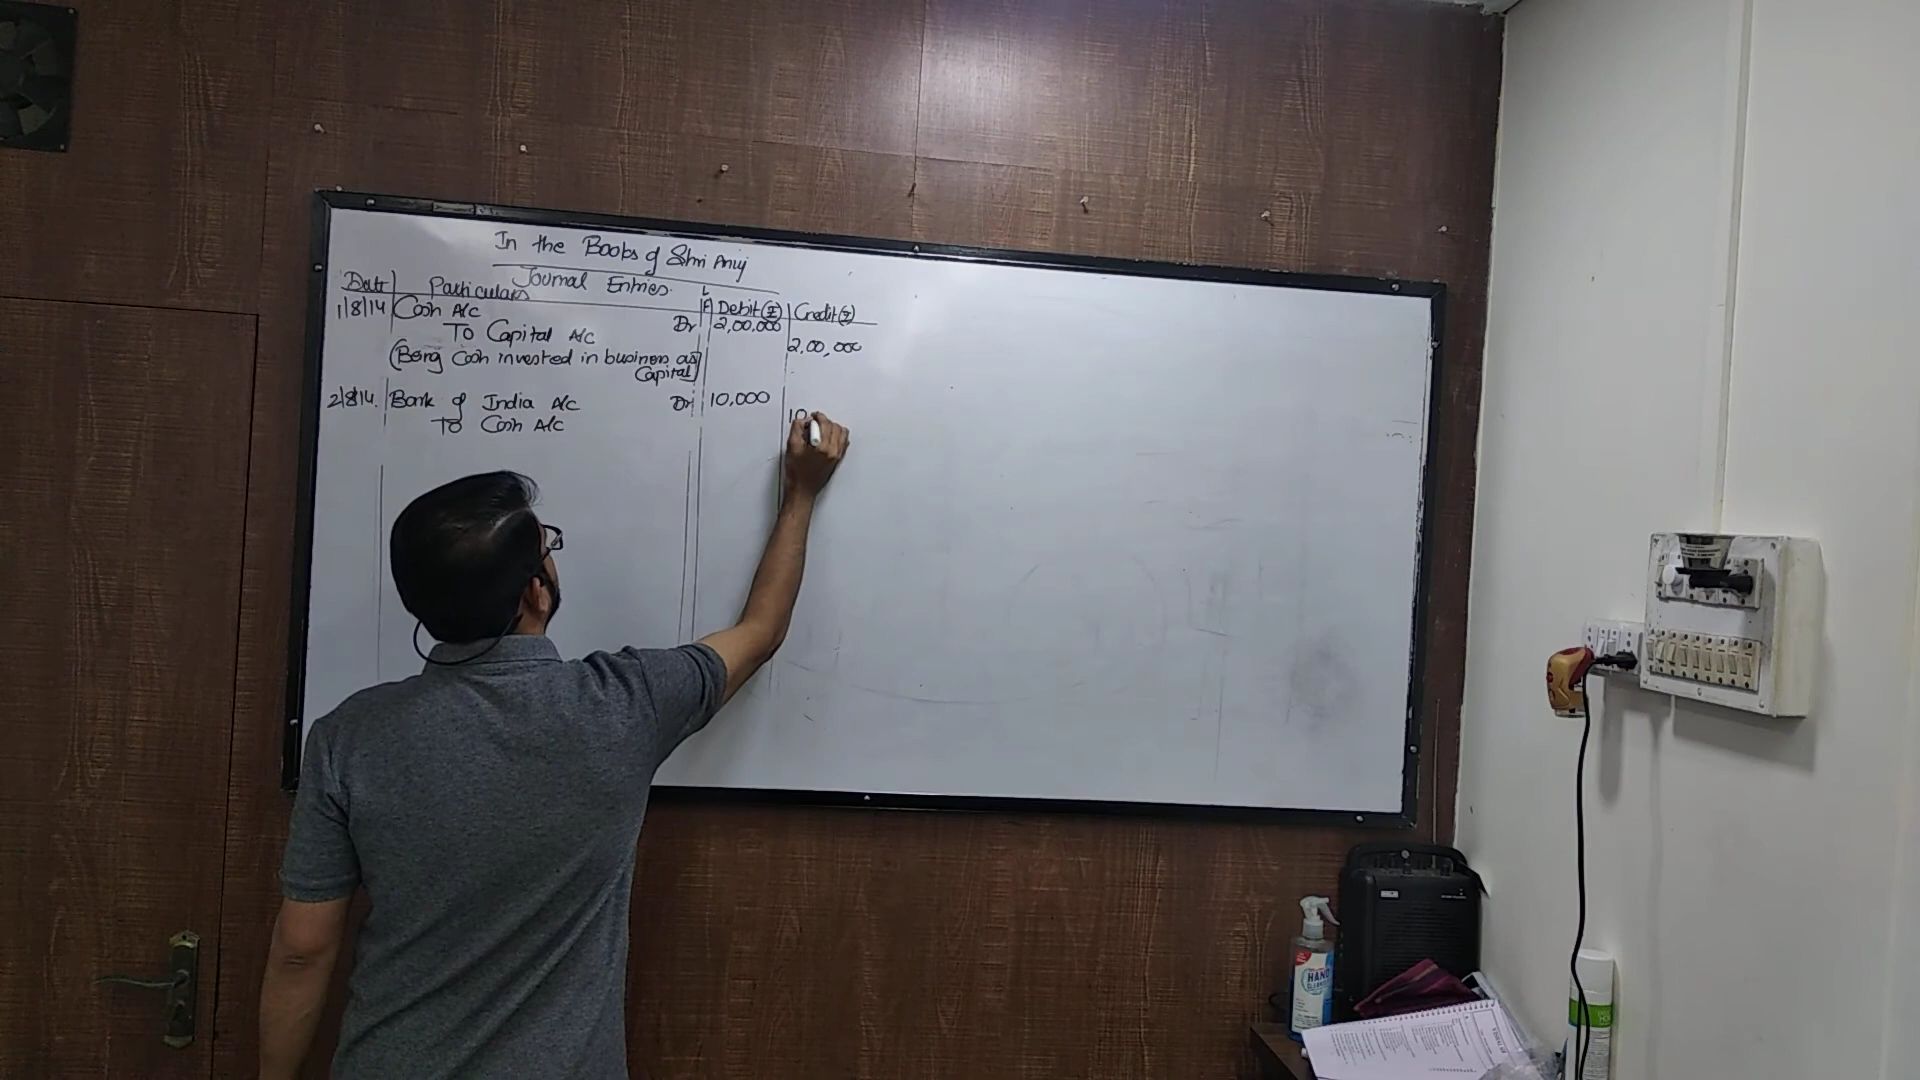 In the Books of Shri Anuj
Journal Entries.
Date Particulars L F Debit (₹) Credit (₹)
1/8/14 Cash A/c Dr 2,00,000
To Capital A/c 2,00,000
(Being Cash invested in business as
Capital)
2/8/14. Bank of India A/c Dr 10,000
To Cash A/c 10
HAND